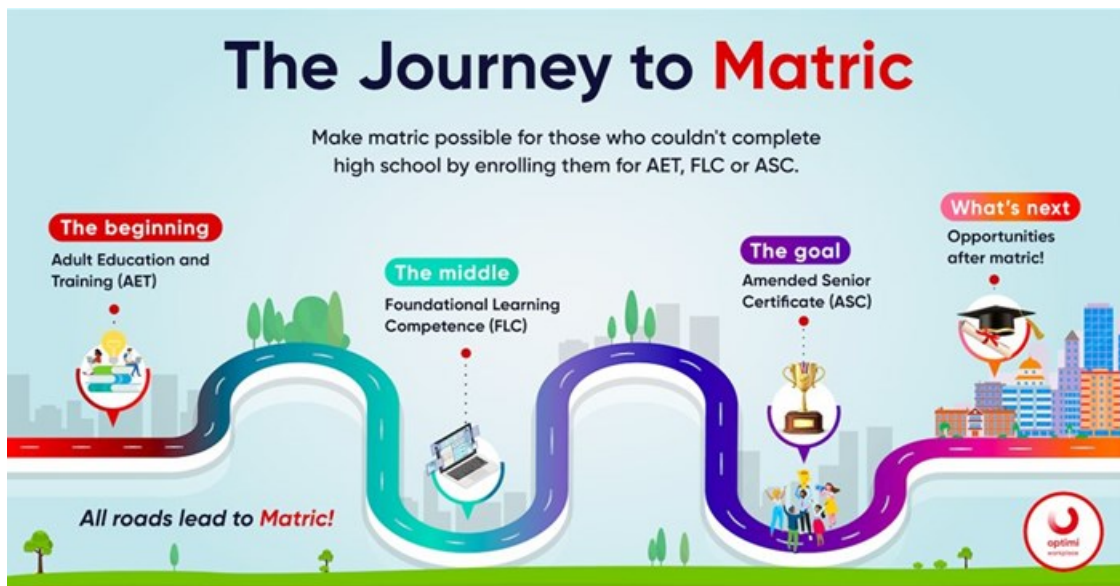 The Journey to Matric
Make matric possible for those who couldn't complete
high school by enrolling them for AET, FLC or ASC.
The beginning
Adult Education and
Training (AET)
The middle
Foundational Learning
Competence (FLC)
The goal
Amended Senior
Certificate (ASC)
What's next
Opportunities
after matric!
All roads lead to Matric!
optimi
workplace